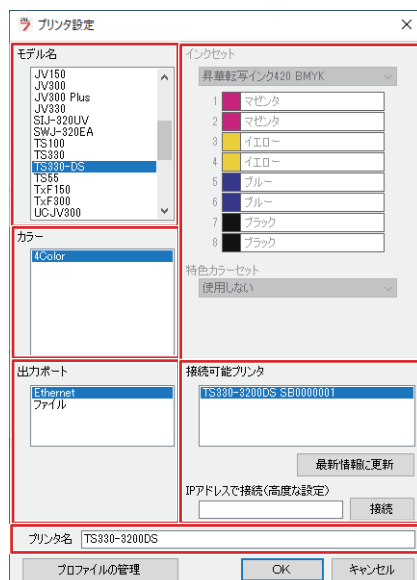 プリンタ設定
モデル名
JV150
JV300
JV300 Plus
JV330
SIJ-320UV
SWJ-320EA
TS100
TS330
TS330-DS
TS55
TxF150
TxF300
UCJV300
カラー
4Color
出力ポート
Ethernet
ファイル
インクセット
昇華転写インク420 BMYK
1 マゼンタ
2 マゼンタ
3 イエロー
4 イエロー
5 ブルー
6 ブルー
7 ブラック
8 ブラック
特色カラーセット
使用しない
接続可能プリンタ
TS330-3200DS SB0000001
最新情報に更新
IPアドレスで接続(高度な設定)
接続
プリンタ名 TS330-3200DS
プロファイルの管理
OK
キャンセル